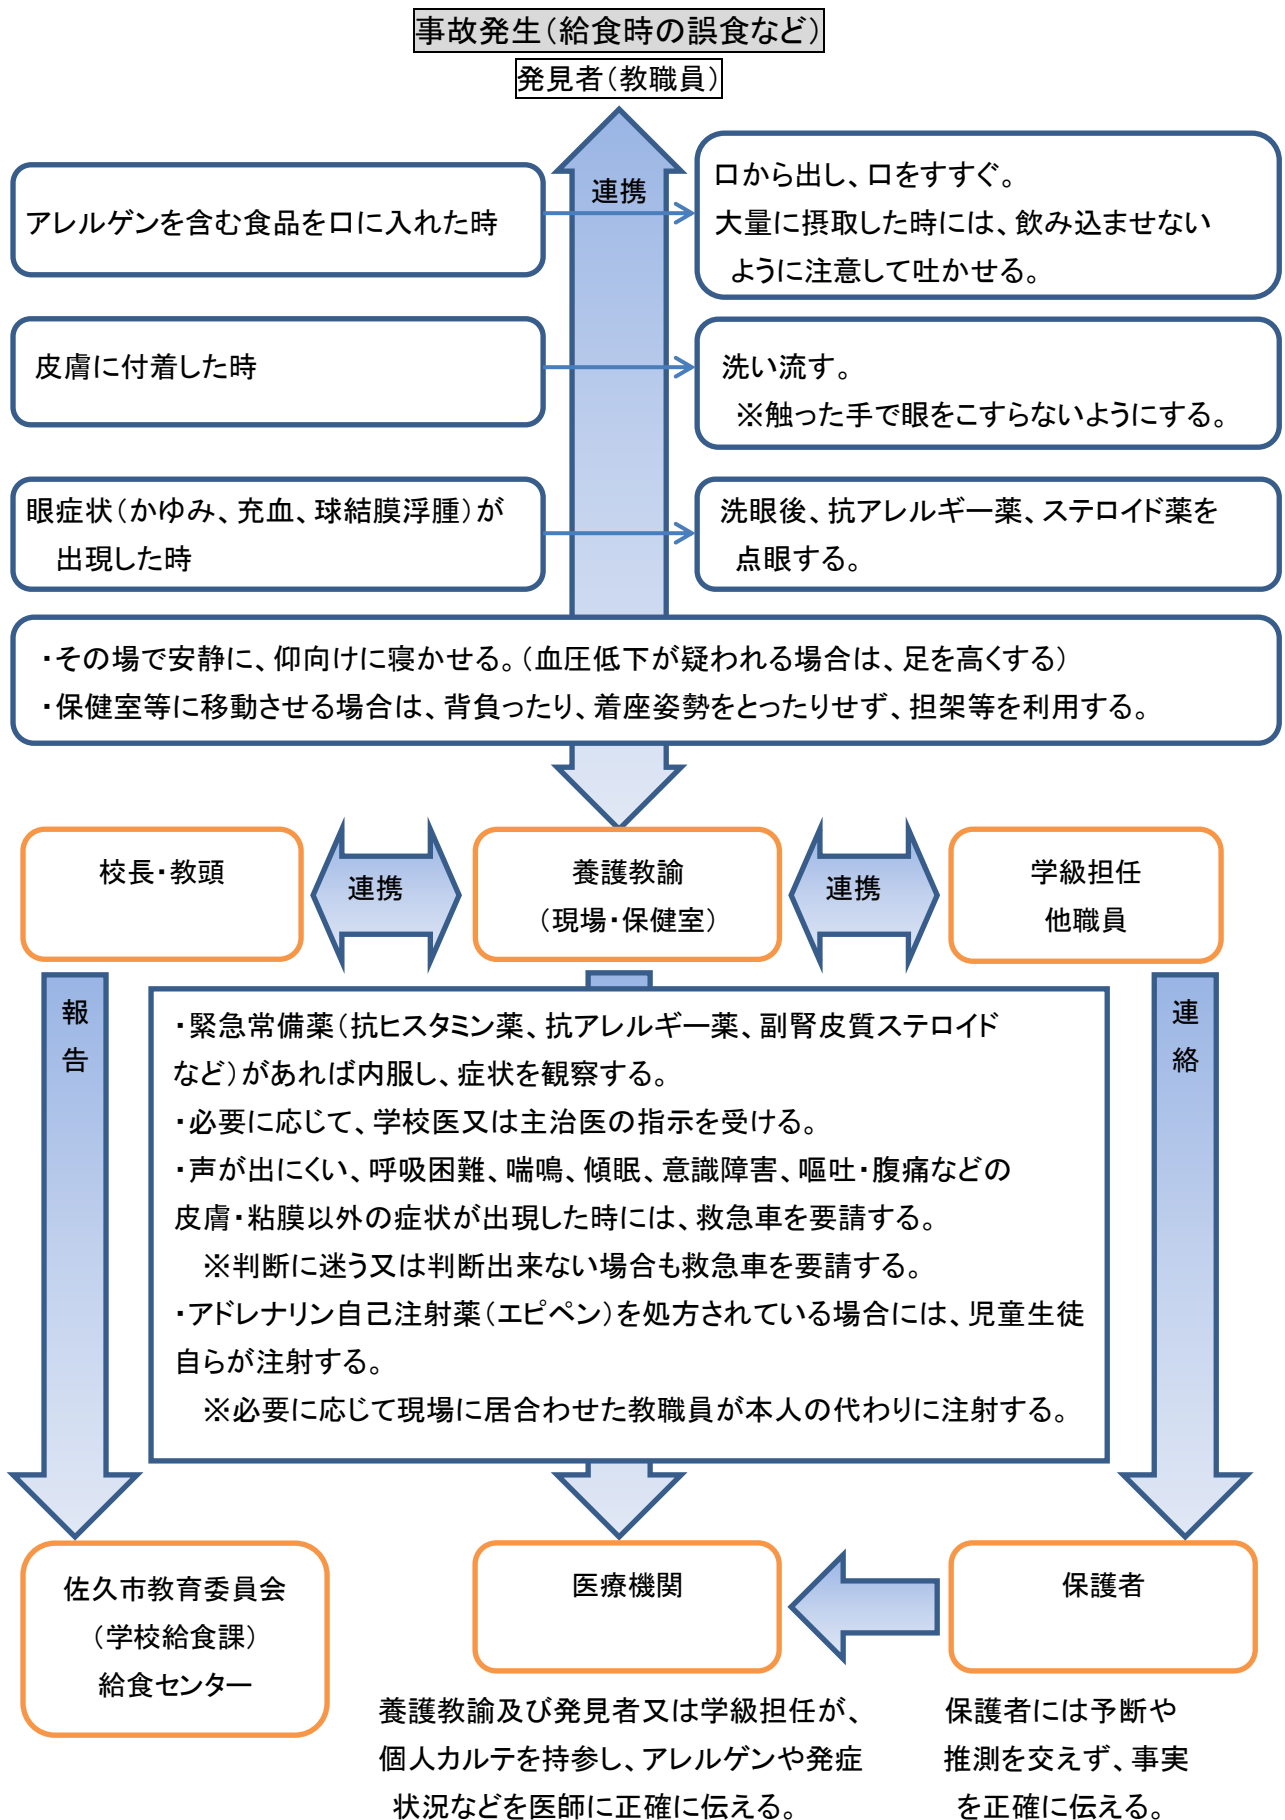 事故発生（給食時の誤食など）
発見者（教職員）
連携
アレルゲンを含む食品を口に入れた時
口から出し、口をすすぐ。
大量に摂取した時には、飲み込ませない
ように注意して吐かせる。
皮膚に付着した時
洗い流す。
※触った手で眼をこすらないようにする。
眼症状（かゆみ、充血、球結膜浮腫）が
出現した時
洗眼後、抗アレルギー薬、ステロイド薬を
点眼する。
・その場で安静に、仰向けに寝かせる。（血圧低下が疑われる場合は、足を高くする）
・保健室等に移動させる場合は、背負ったり、着座姿勢をとったりせず、担架等を利用する。
校長・教頭
連携
養護教諭
（現場・保健室）
連携
学級担任
他職員
報告
・緊急常備薬（抗ヒスタミン薬、抗アレルギー薬、副腎皮質ステロイド
など）があれば内服し、症状を観察する。
・必要に応じて、学校医又は主治医の指示を受ける。
・声が出にくい、呼吸困難、喘鳴、傾眠、意識障害、嘔吐・腹痛などの
皮膚・粘膜以外の症状が出現した時には、救急車を要請する。
※判断に迷う又は判断出来ない場合も救急車を要請する。
・アドレナリン自己注射薬（エピペン）を処方されている場合には、児童生徒
自らが注射する。
※必要に応じて現場に居合わせた教職員が本人の代わりに注射する。
連絡
佐久市教育委員会
（学校給食課）
給食センター
医療機関
保護者
養護教諭及び発見者又は学級担任が、
個人カルテを持参し、アレルゲンや発症
状況などを医師に正確に伝える。
保護者には予断や
推測を交えず、事実
を正確に伝える。